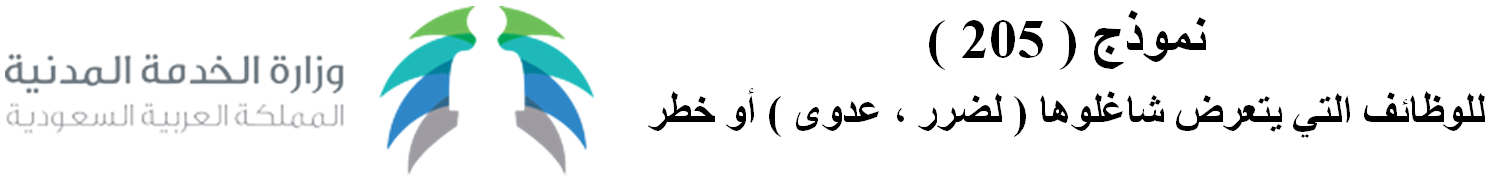 نموذج ( 205 )
للوظائف التي يتعرض شاغلوها ( لضرر ، عدوى ) أو خطر
وزارة الخدمة المدنية
المملكة العربية السعودية